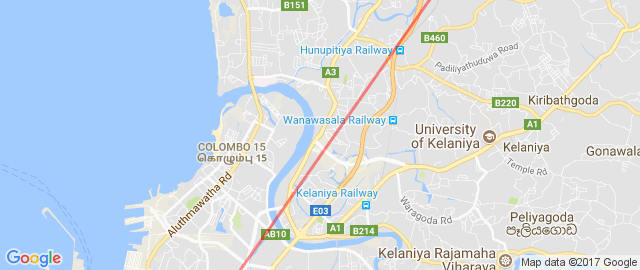 B151
Hunupitiya Railway
B460
Padiliyathuduwa Road
A3
B220
Kiribathgoda
Wanawasala Railway
A1
University
of Kelaniya
COLOMBO 15
கொழும்பு 15
Kelaniya
Gonawala
Temple Rd
Aluthmawatha Rd
Kelaniya Railway
Waragoda Rd
E03
Peliyagoda
පෑලියගොඩ
A1
AB10
B214
Kelaniya Rajamaha
Viharaya
Google
Map data ©2017 Google